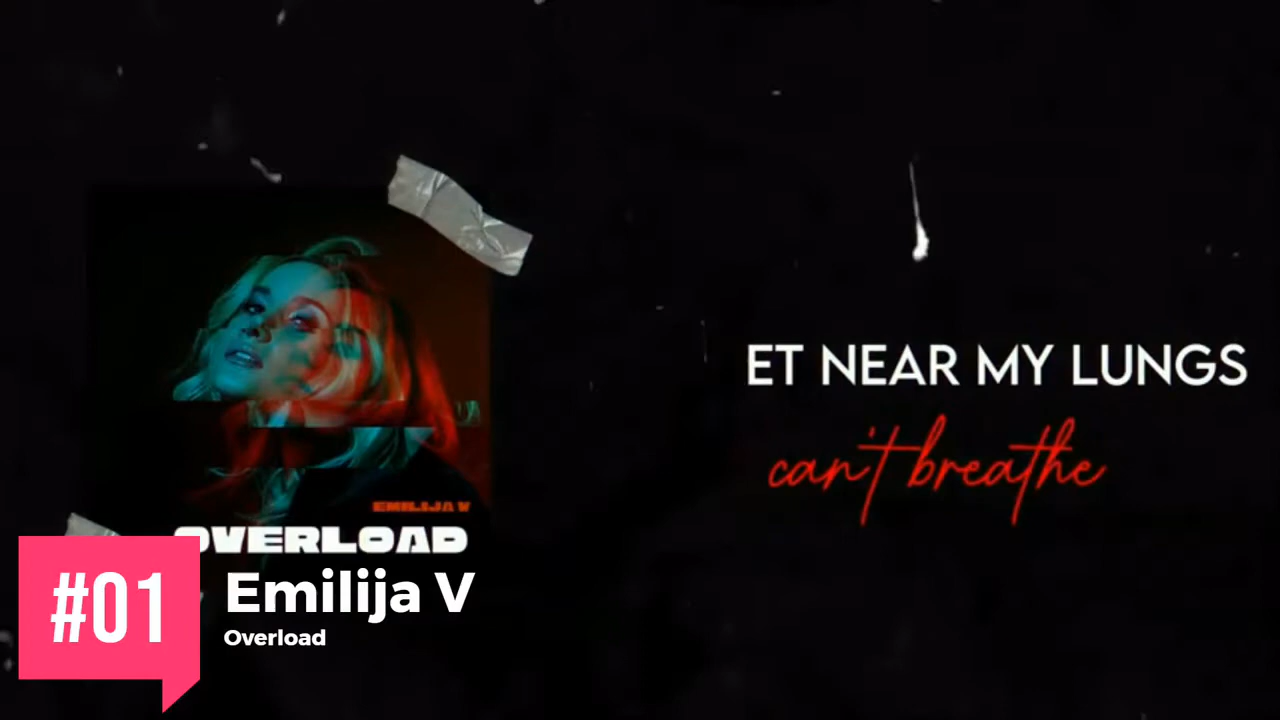 ET NEAR MY LUNGS
can't breathe
EMILIJA V
OVERLOAD
#01
Emilija V
Overload